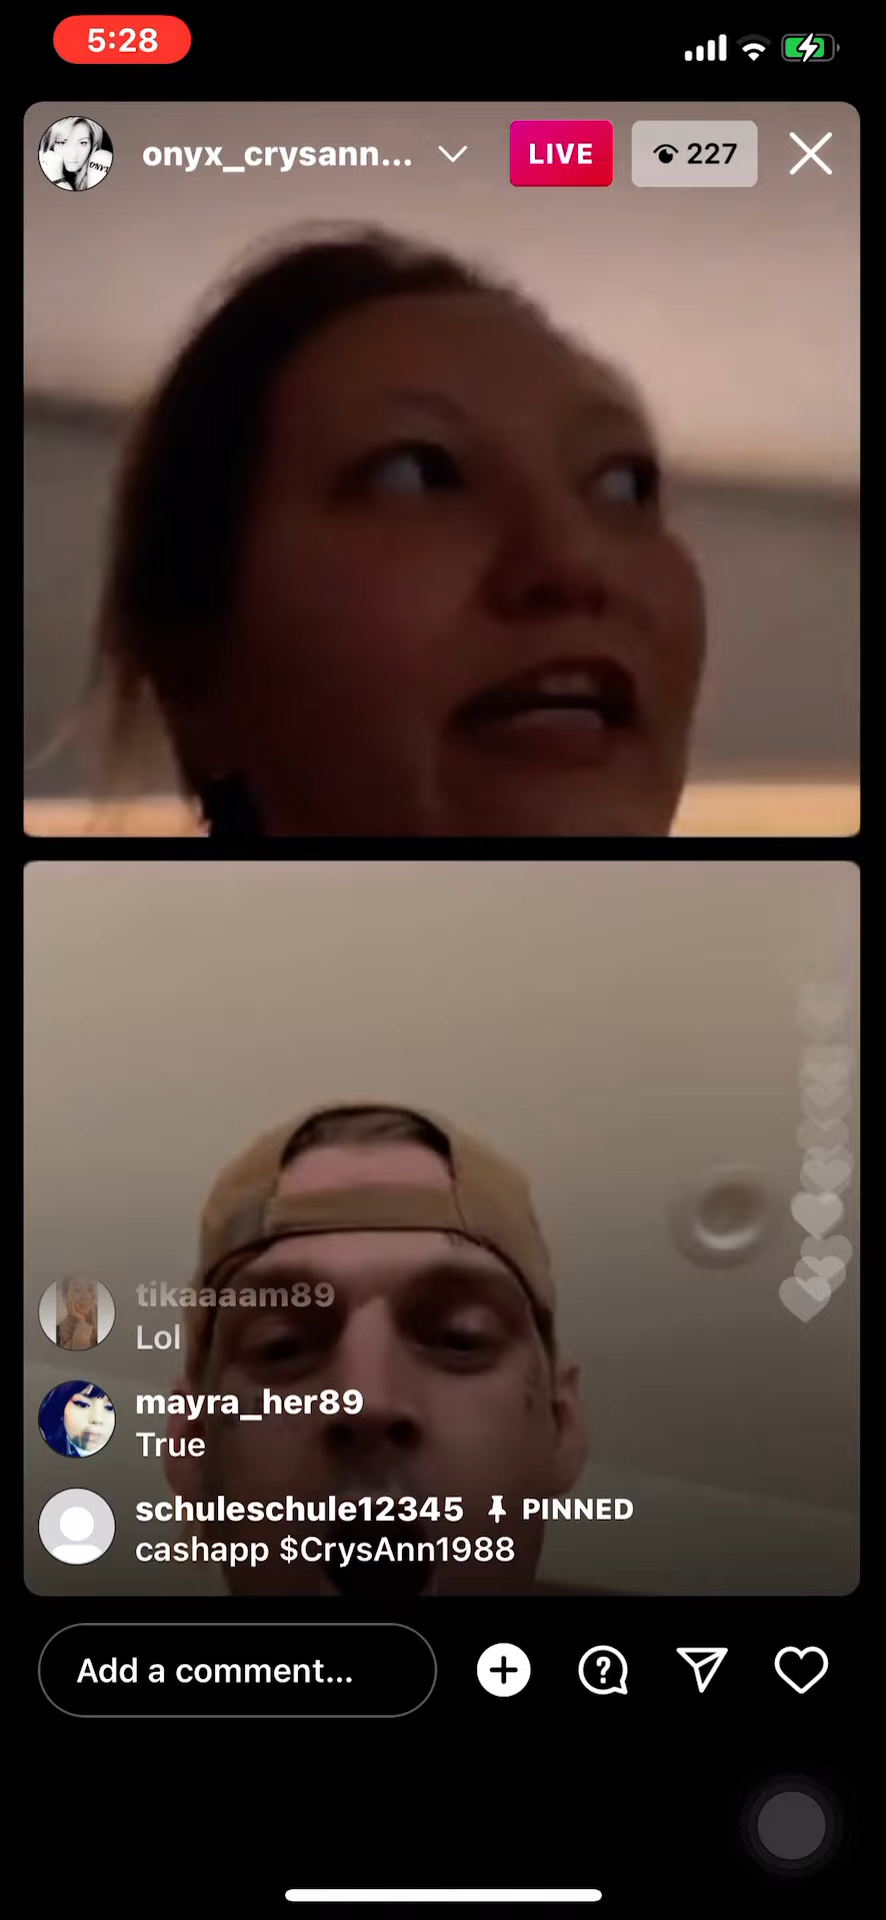 5:28
onyx_crysann...
LIVE
227
tikaaaam89
Lol
mayra_her89
True
schuleschule12345 PINNED
cashapp $CrysAnn1988
Add a comment...